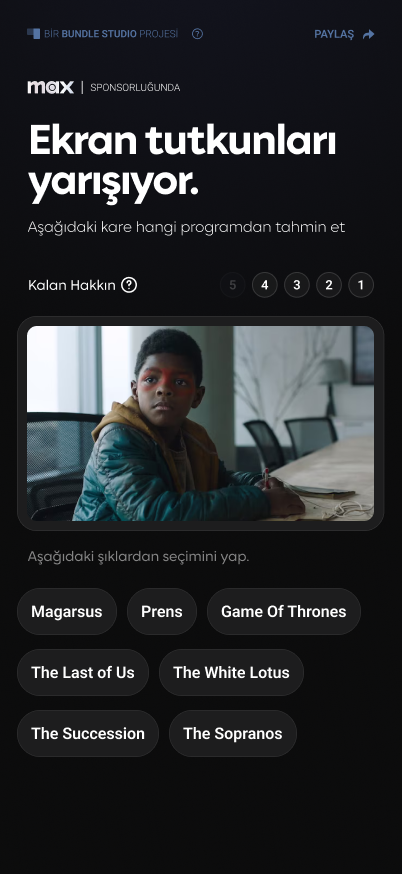 BİR BUNDLE STUDIO PROJESİ ? PAYLAŞ
max | SPONSORLUĞUNDA
Ekran tutkunları
yarışıyor.
Aşağıdaki kare hangi programdan tahmin et
Kalan Hakkın ? 5 4 3 2 1
Aşağıdaki şıklardan seçimini yap.
Magarsus Prens Game Of Thrones
The Last of Us The White Lotus
The Succession The Sopranos